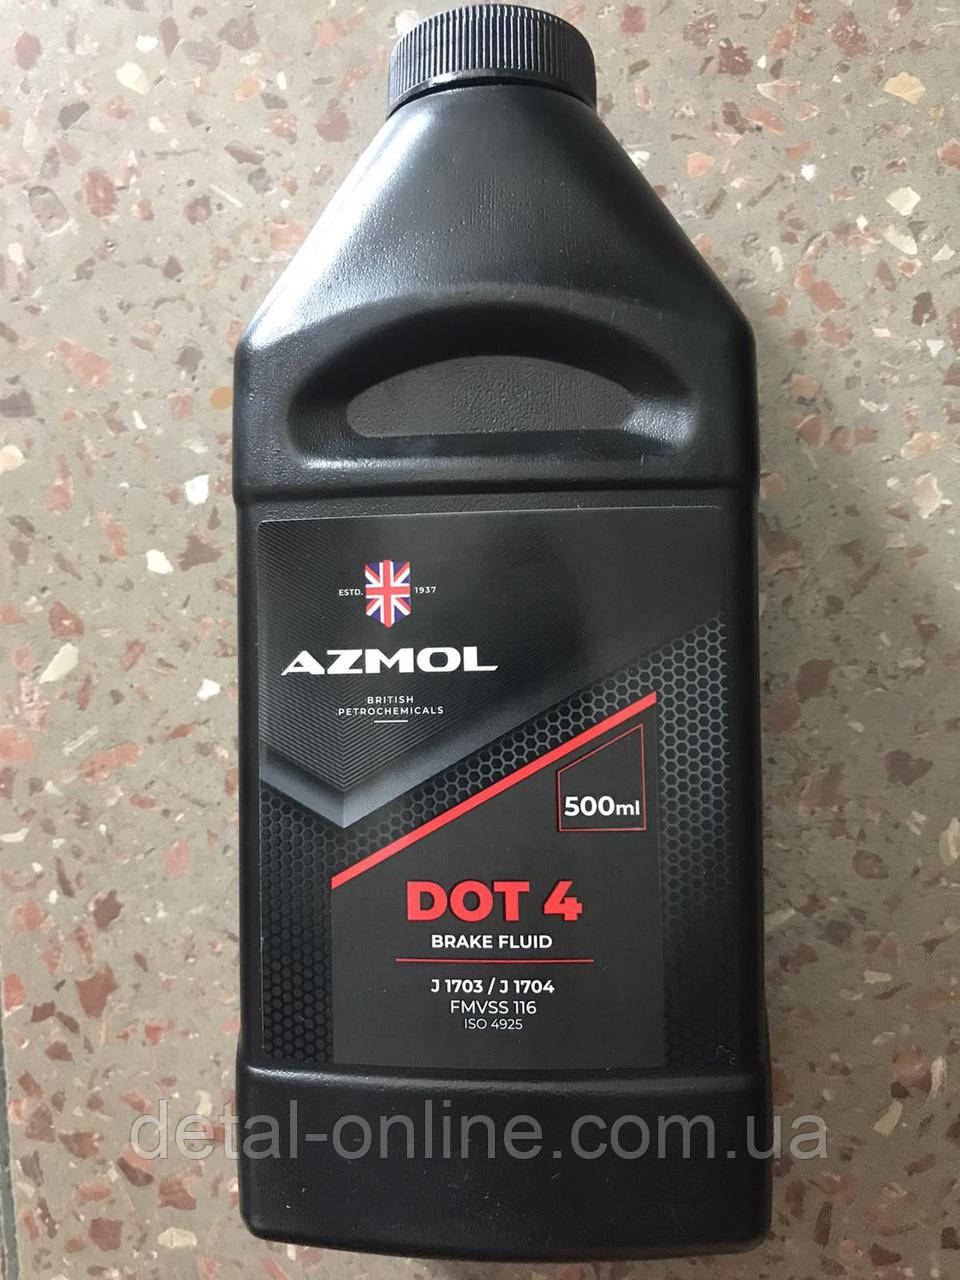 ESTD. 1937
AZMOL
BRITISH
PETROCHEMICALS
500ml
DOT 4
BRAKE FLUID
J 1703 / J 1704
FMVSS 116
ISO 4925
detal-online.com.ua